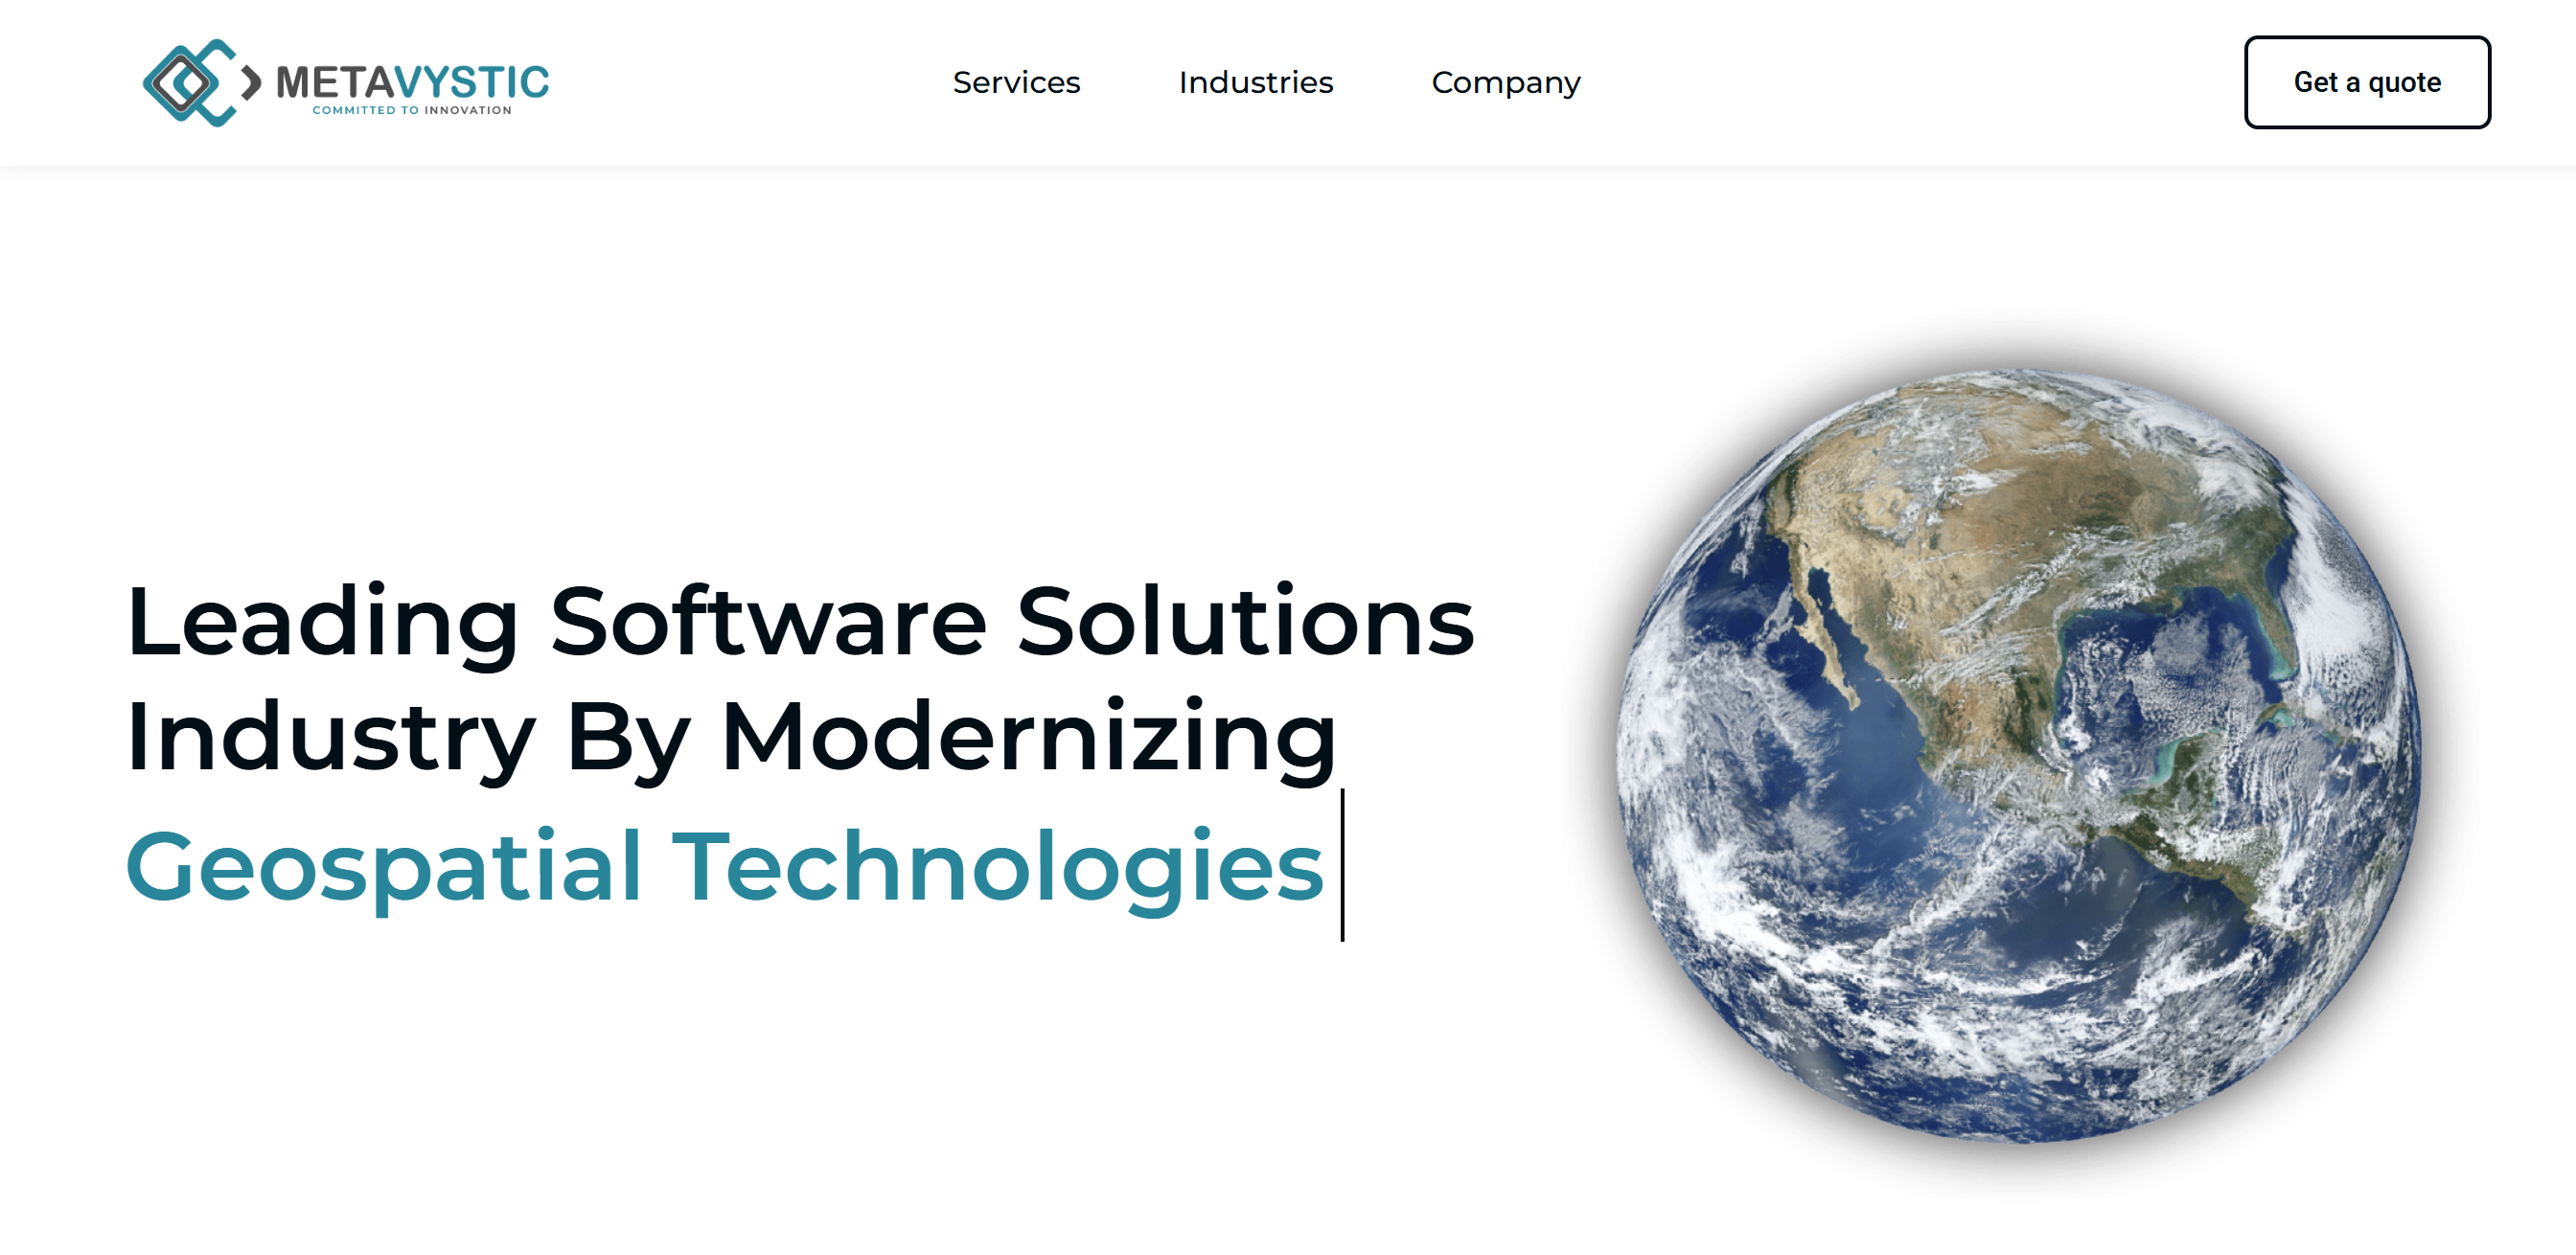 METAVYSTIC
COMMITTED TO INNOVATION
Services
Industries
Company
Get a quote
Leading Software Solutions
Industry By Modernizing
Geospatial Technologies